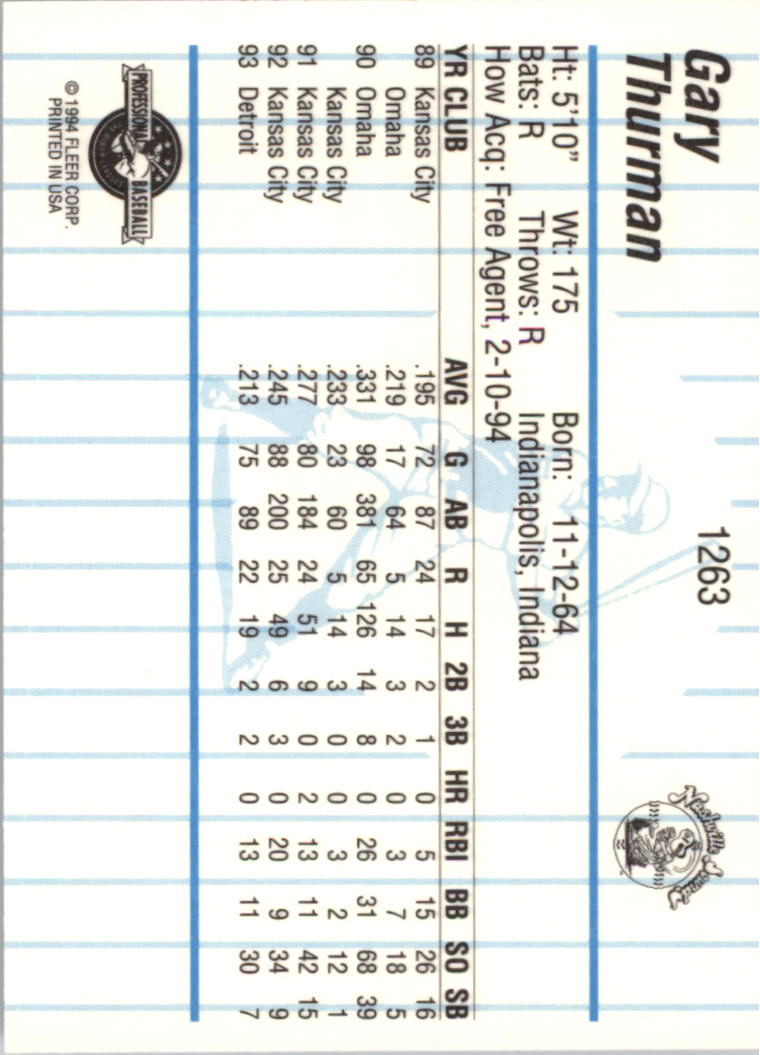 Gary
Thurman
1263
Nashville Sounds
Ht: 5'10" Wt: 175 Born: 11-12-64
Bats: R Throws: R Indianapolis, Indiana
How Acq: Free Agent, 2-10-94
YR CLUB AVG G AB R H 2B 3B HR RBI BB SO SB
89 Kansas City .195 72 87 24 17 2 1 0 5 15 26 16
Omaha .219 17 64 5 14 3 2 0 3 7 18 5
90 Omaha .331 98 381 65 126 14 8 0 26 31 68 39
Kansas City .233 23 60 5 14 3 0 0 3 2 12 1
91 Kansas City .277 80 184 24 51 9 0 2 13 11 42 15
92 Kansas City .245 88 200 25 49 6 3 0 20 9 34 9
93 Detroit .213 75 89 22 19 2 2 0 13 11 30 7
PROFESSIONAL BASEBALL
© 1994 FLEER CORP.
PRINTED IN USA